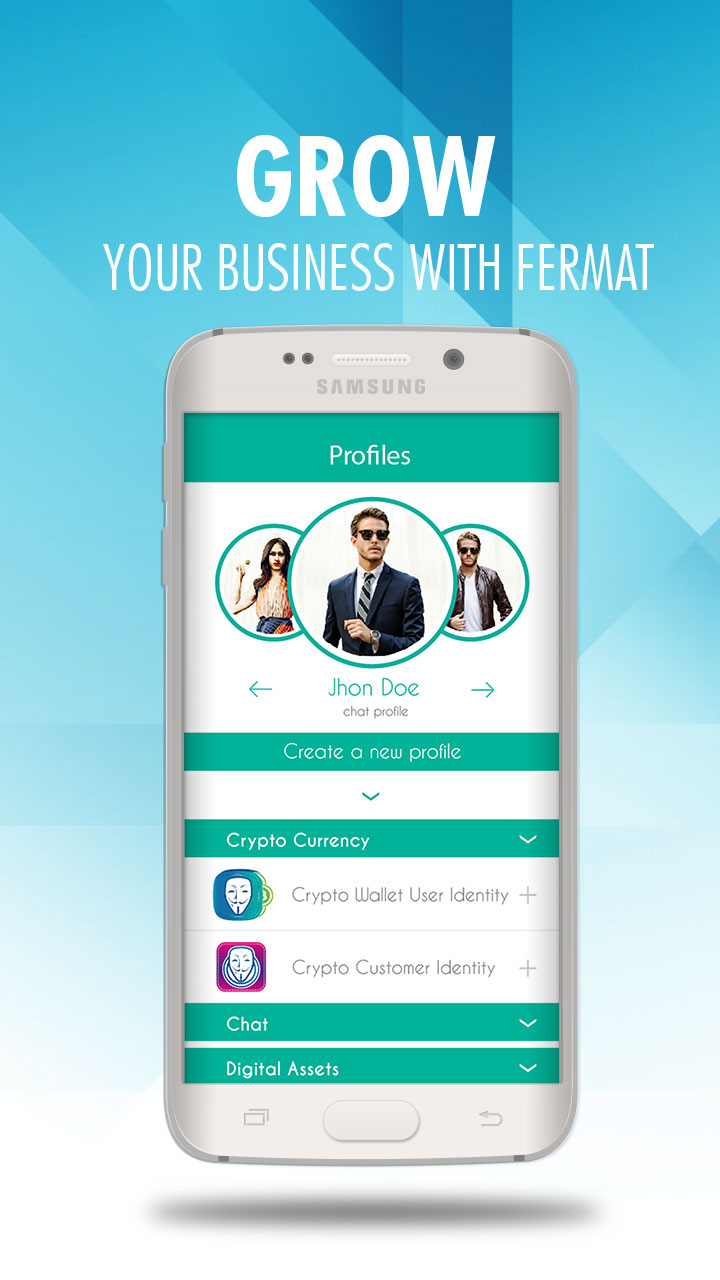 GROW
YOUR BUSINESS WITH FERMAT
SAMSUNG
Profiles
Jhon Doe
chat profile
Create a new profile
Crypto Currency
Crypto Wallet User Identity
Crypto Customer Identity
Chat
Digital Assets